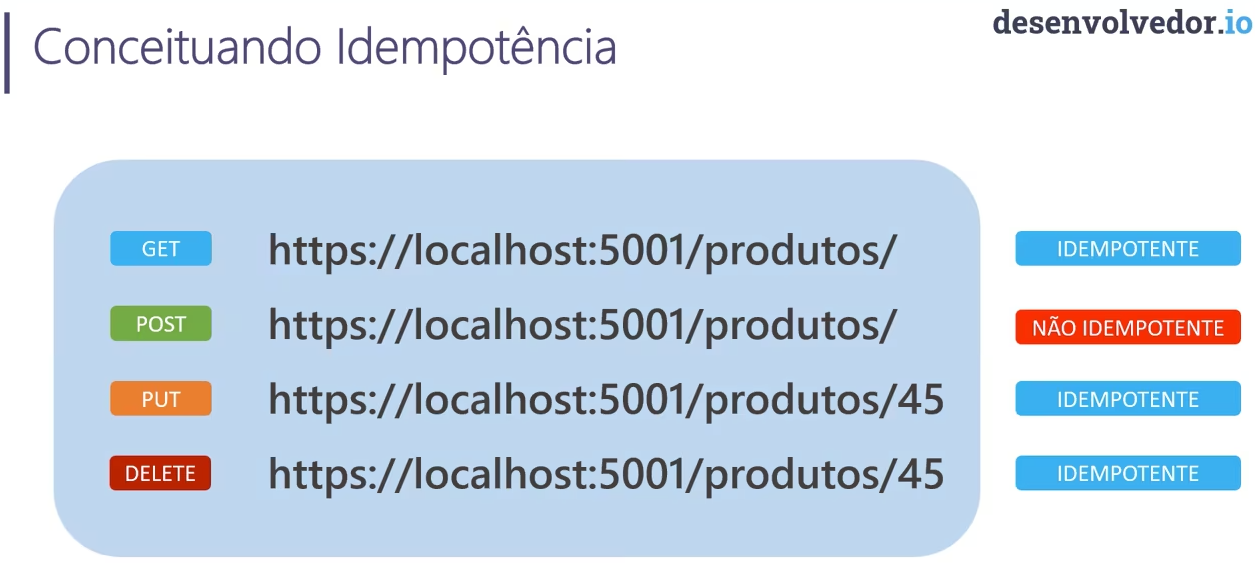 desenvolvedor.io
Conceituando Idempotência
GET https://localhost:5001/produtos/ IDEMPOTENTE
POST https://localhost:5001/produtos/ NÃO IDEMPOTENTE
PUT https://localhost:5001/produtos/45 IDEMPOTENTE
DELETE https://localhost:5001/produtos/45 IDEMPOTENTE